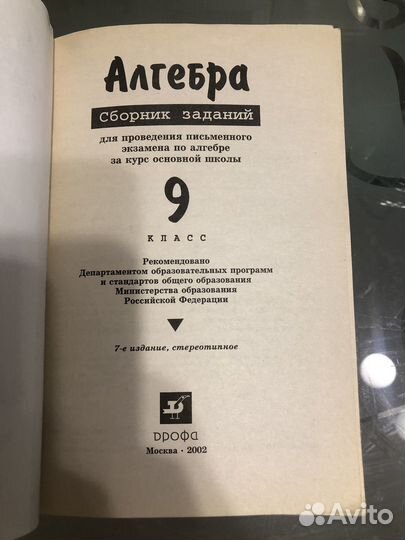 Алгебра
Сборник заданий
для проведения письменного
экзамена по алгебре
за курс основной школы
9
КЛАСС
Рекомендовано
Департаментом образовательных программ
и стандартов общего образования
Министерства образования
Российской Федерации
7-е издание, стереотипное
дрофа
Москва · 2002
Avito